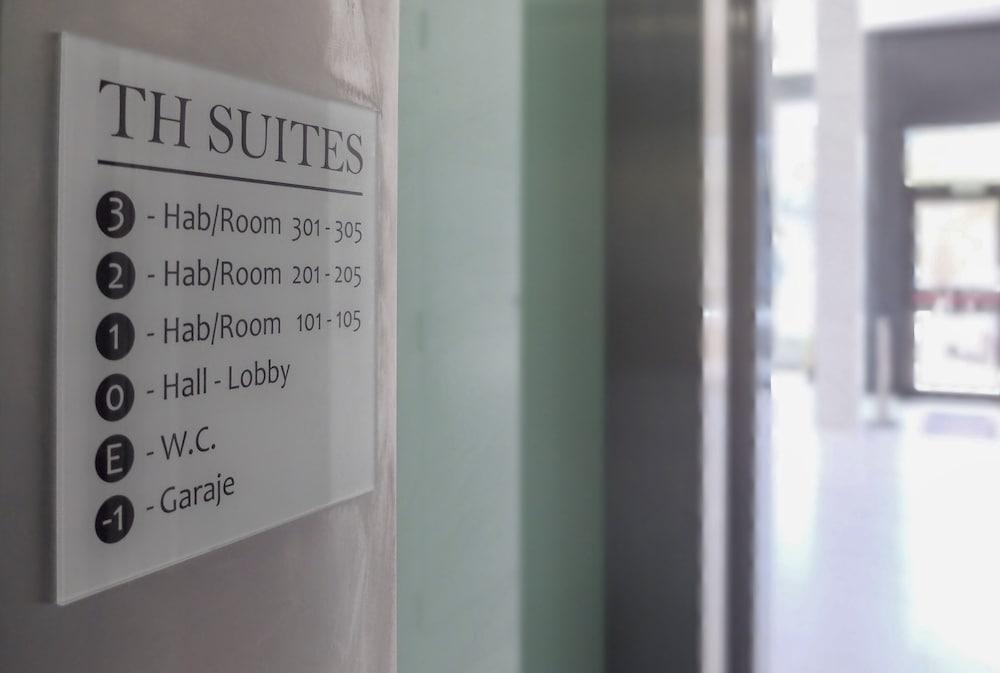 TH SUITES
3 - Hab/Room 301 - 305
2 - Hab/Room 201 - 205
1 - Hab/Room 101 - 105
0 - Hall - Lobby
E - W.C.
-1 - Garaje